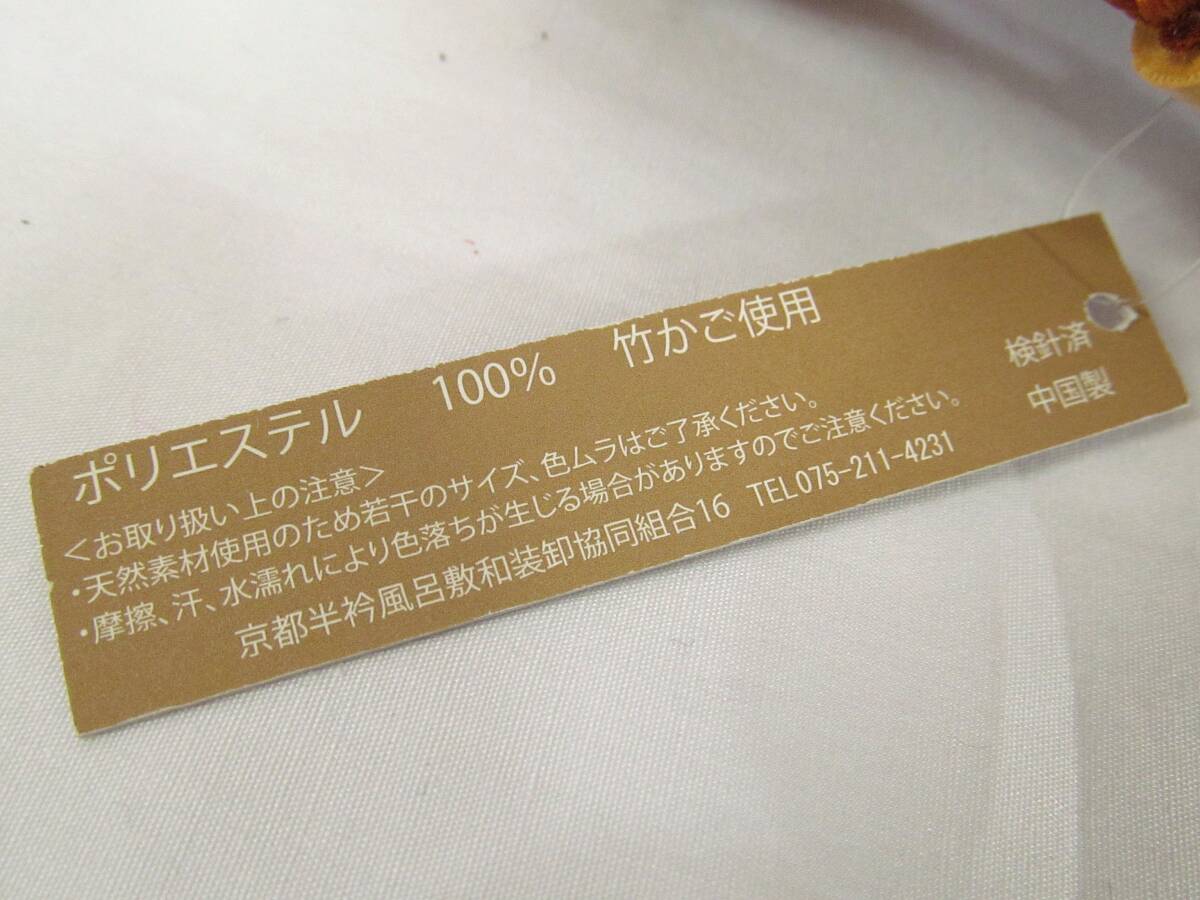 ポリエステル 100% 竹かご使用
<お取り扱い上の注意>
・天然素材使用のため若干のサイズ、色ムラはご了承ください。
・摩擦、汗、水濡れにより色落ちが生じる場合がありますのでご注意ください。
京都半衿風呂敷和装卸協同組合16 TEL075-211-4231
検針済
中国製